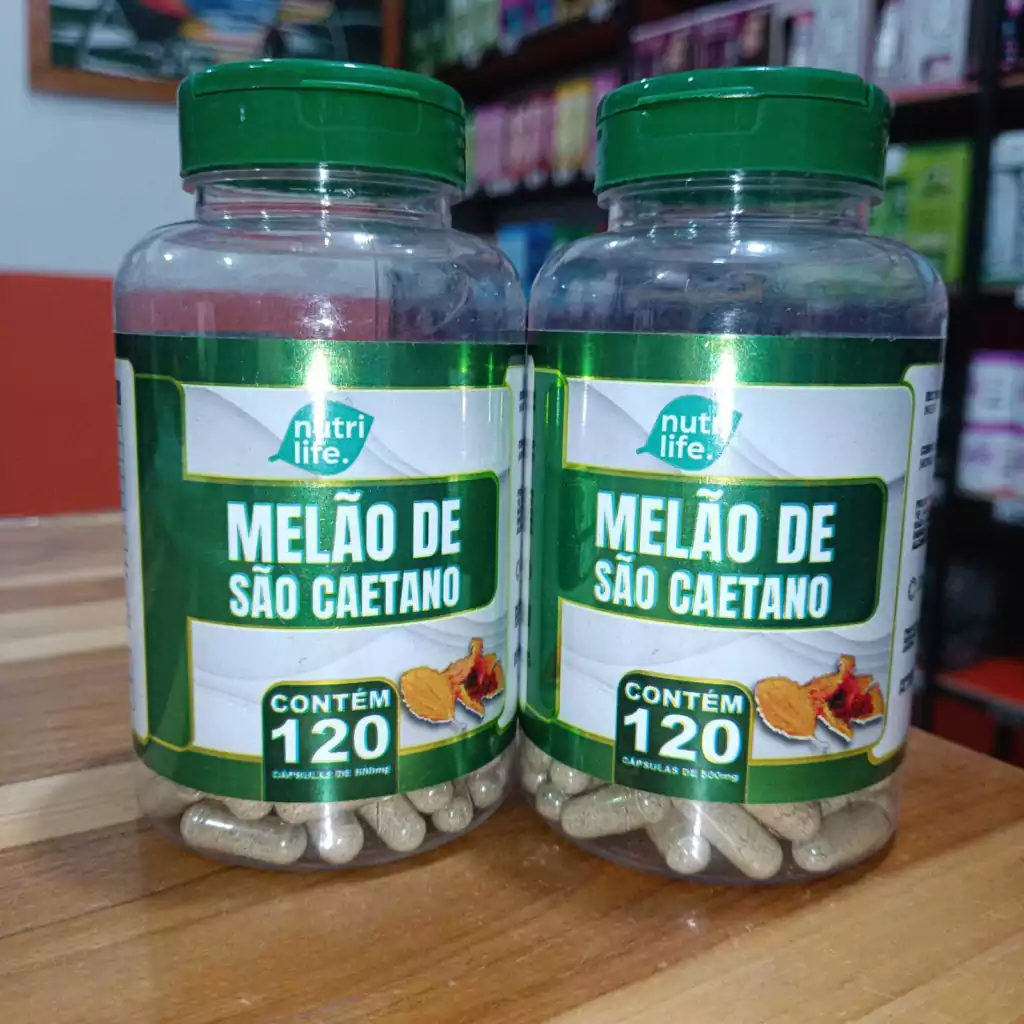 nutri
life.
MELÃO DE
SÃO CAETANO
CONTÉM
120
CÁPSULAS DE 500mg
nutri
life.
MELÃO DE
SÃO CAETANO
CONTÉM
120
CÁPSULAS DE 500mg